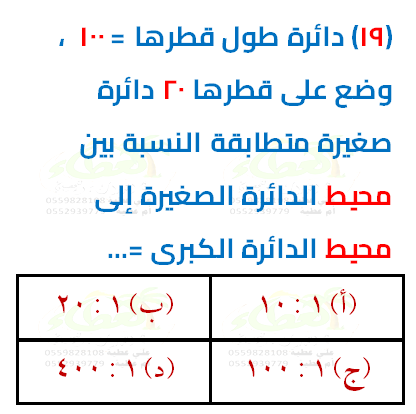 (١٩) دائرة طول قطرها = ١٠٠ ،
وضع على قطرها ٢٠ دائرة
صغيرة متطابقة النسبة بين
محيط الدائرة الصغيرة إلى
محيط الدائرة الكبرى =...
(أ) ١ : ١٠
(ب) ١ : ٢٠
(ج) ١ : ١٠٠
(د) ١ : ٤٠٠